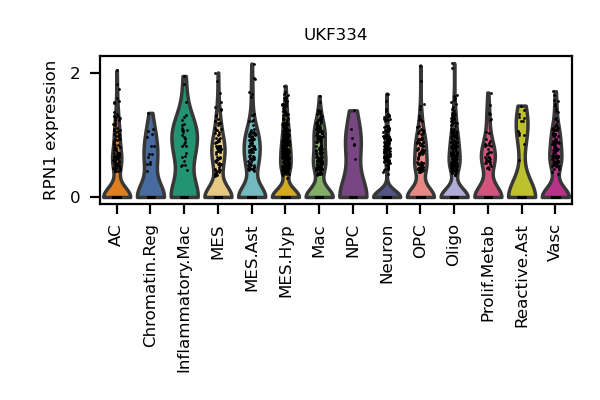 UKF334
RPN1 expression
2
0
AC
Chromatin.Reg
Inflammatory.Mac
MES
MES.Ast
MES.Hyp
Mac
NPC
Neuron
OPC
Oligo
Prolif.Metab
Reactive.Ast
Vasc